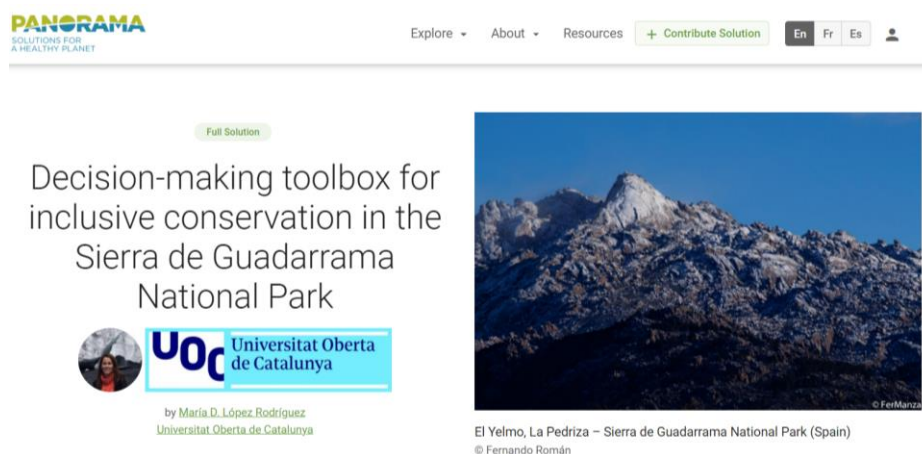 PANORAMA
SOLUTIONS FOR
A HEALTHY PLANET
Explore
About
Resources
+ Contribute Solution
En
Fr
Es
Full Solution
Decision-making toolbox for
inclusive conservation in the
Sierra de Guadarrama
National Park
UOC
Universitat Oberta
de Catalunya
by María D. López Rodríguez
Universitat Oberta de Catalunya
© FerManza
El Yelmo, La Pedriza – Sierra de Guadarrama National Park (Spain)
© Fernando Román